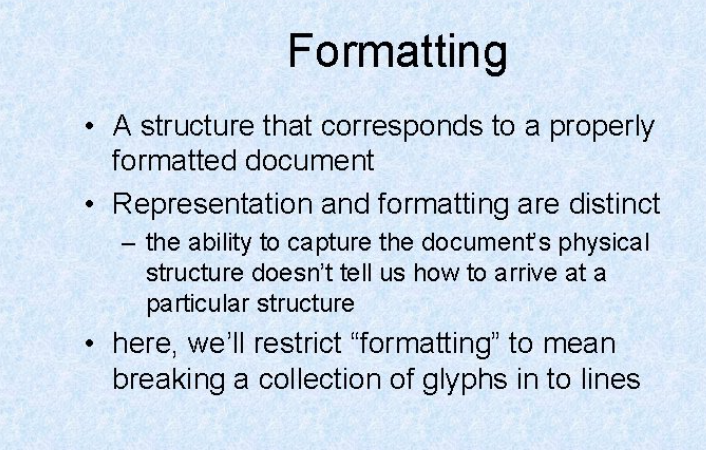 Formatting
• A structure that corresponds to a properly
formatted document
• Representation and formatting are distinct
– the ability to capture the document's physical
structure doesn't tell us how to arrive at a
particular structure
• here, we'll restrict “formatting” to mean
breaking a collection of glyphs in to lines